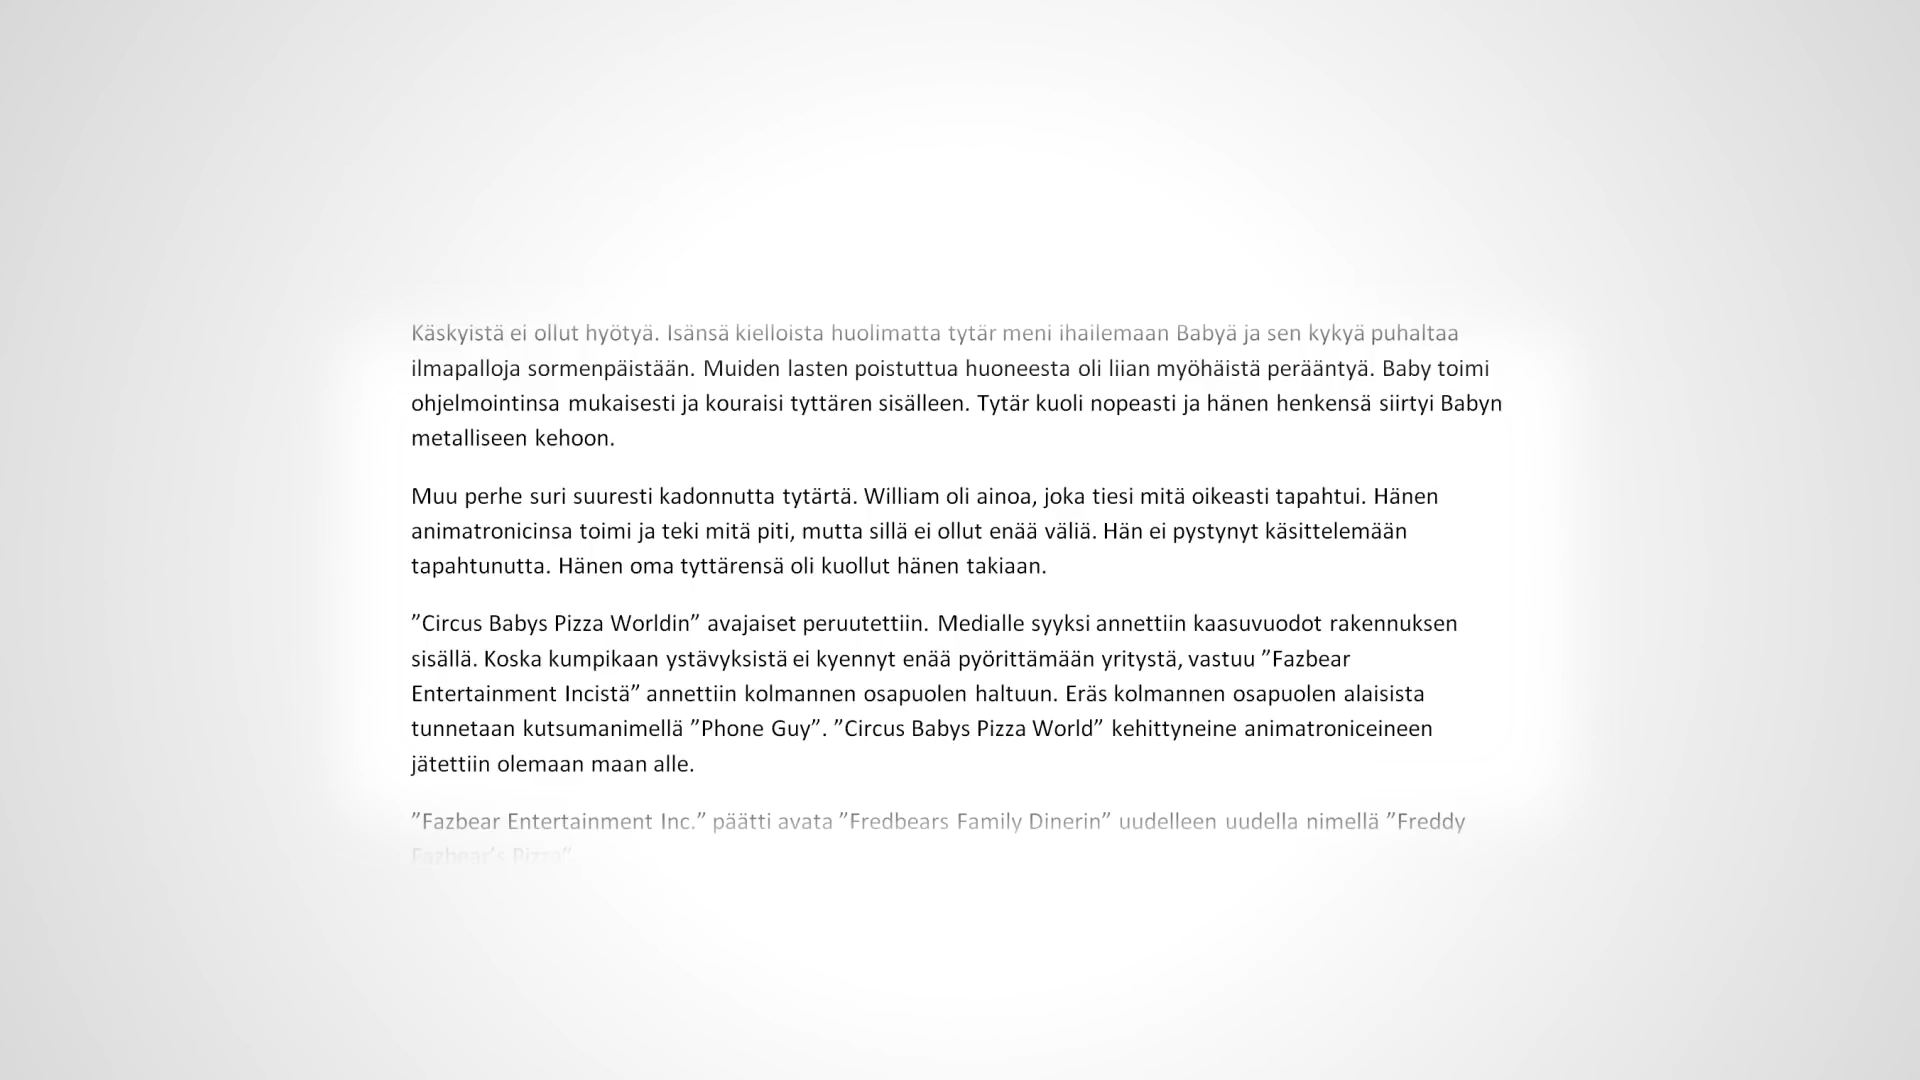 Käskyistä ei ollut hyötyä. Isänsä kielloista huolimatta tytär meni ihailemaan Babyä ja sen kykyä puhaltaa
ilmapalloja sormenpäistään. Muiden lasten poistuttua huoneesta oli liian myöhäistä perääntyä. Baby toimi
ohjelmointinsa mukaisesti ja kouraisi tyttären sisälleen. Tytär kuoli nopeasti ja hänen henkensä siirtyi Babyn
metalliseen kehoon.
Muu perhe suri suuresti kadonnutta tytärtä. William oli ainoa, joka tiesi mitä oikeasti tapahtui. Hänen
animatronicinsa toimi ja teki mitä piti, mutta sillä ei ollut enää väliä. Hän ei pystynyt käsittelemään
tapahtunutta. Hänen oma tyttärensä oli kuollut hänen takiaan.
”Circus Babys Pizza Worldin” avajaiset peruutettiin. Medialle syyksi annettiin kaasuvuodot rakennuksen
sisällä. Koska kumpikaan ystävyksistä ei kyennyt enää pyörittämään yritystä, vastuu ”Fazbear
Entertainment Incistä” annettiin kolmannen osapuolen haltuun. Eräs kolmannen osapuolen alaisista
tunnetaan kutsumanimellä ”Phone Guy”. ”Circus Babys Pizza World” kehittyneine animatroniceineen
jätettiin olemaan maan alle.
”Fazbear Entertainment Inc.” päätti avata ”Fredbears Family Dinerin” uudelleen uudella nimellä ”Freddy
Fazbear’s Pizza”.